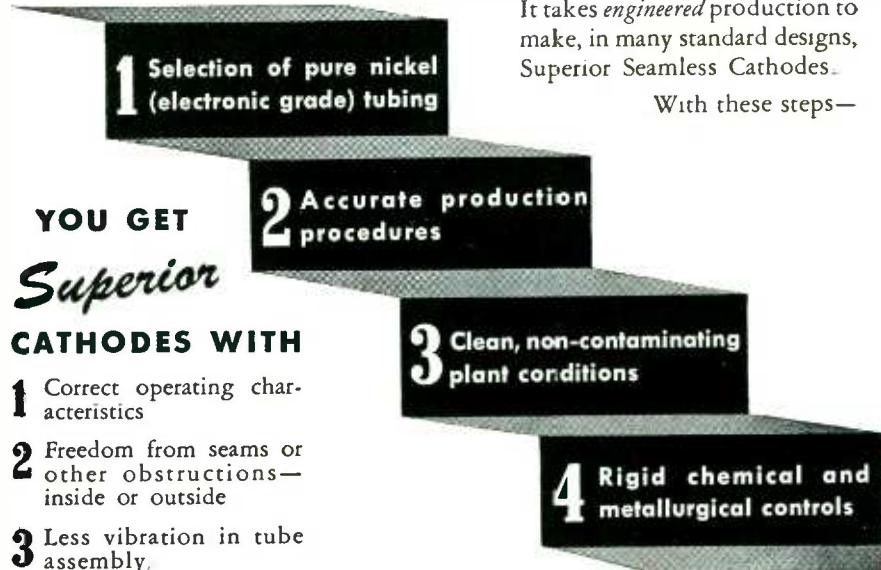 It takes engineered production to
make, in many standard designs,
Superior Seamless Cathodes.
With these steps—
1 Selection of pure nickel
(electronic grade) tubing
2 Accurate production
procedures
3 Clean, non-contaminating
plant conditions
4 Rigid chemical and
metallurgical controls
YOU GET
Superior
CATHODES WITH
1 Correct operating char-
acteristics
2 Freedom from seams or
other obstructions—
inside or outside
3 Less vibration in tube
assembly.